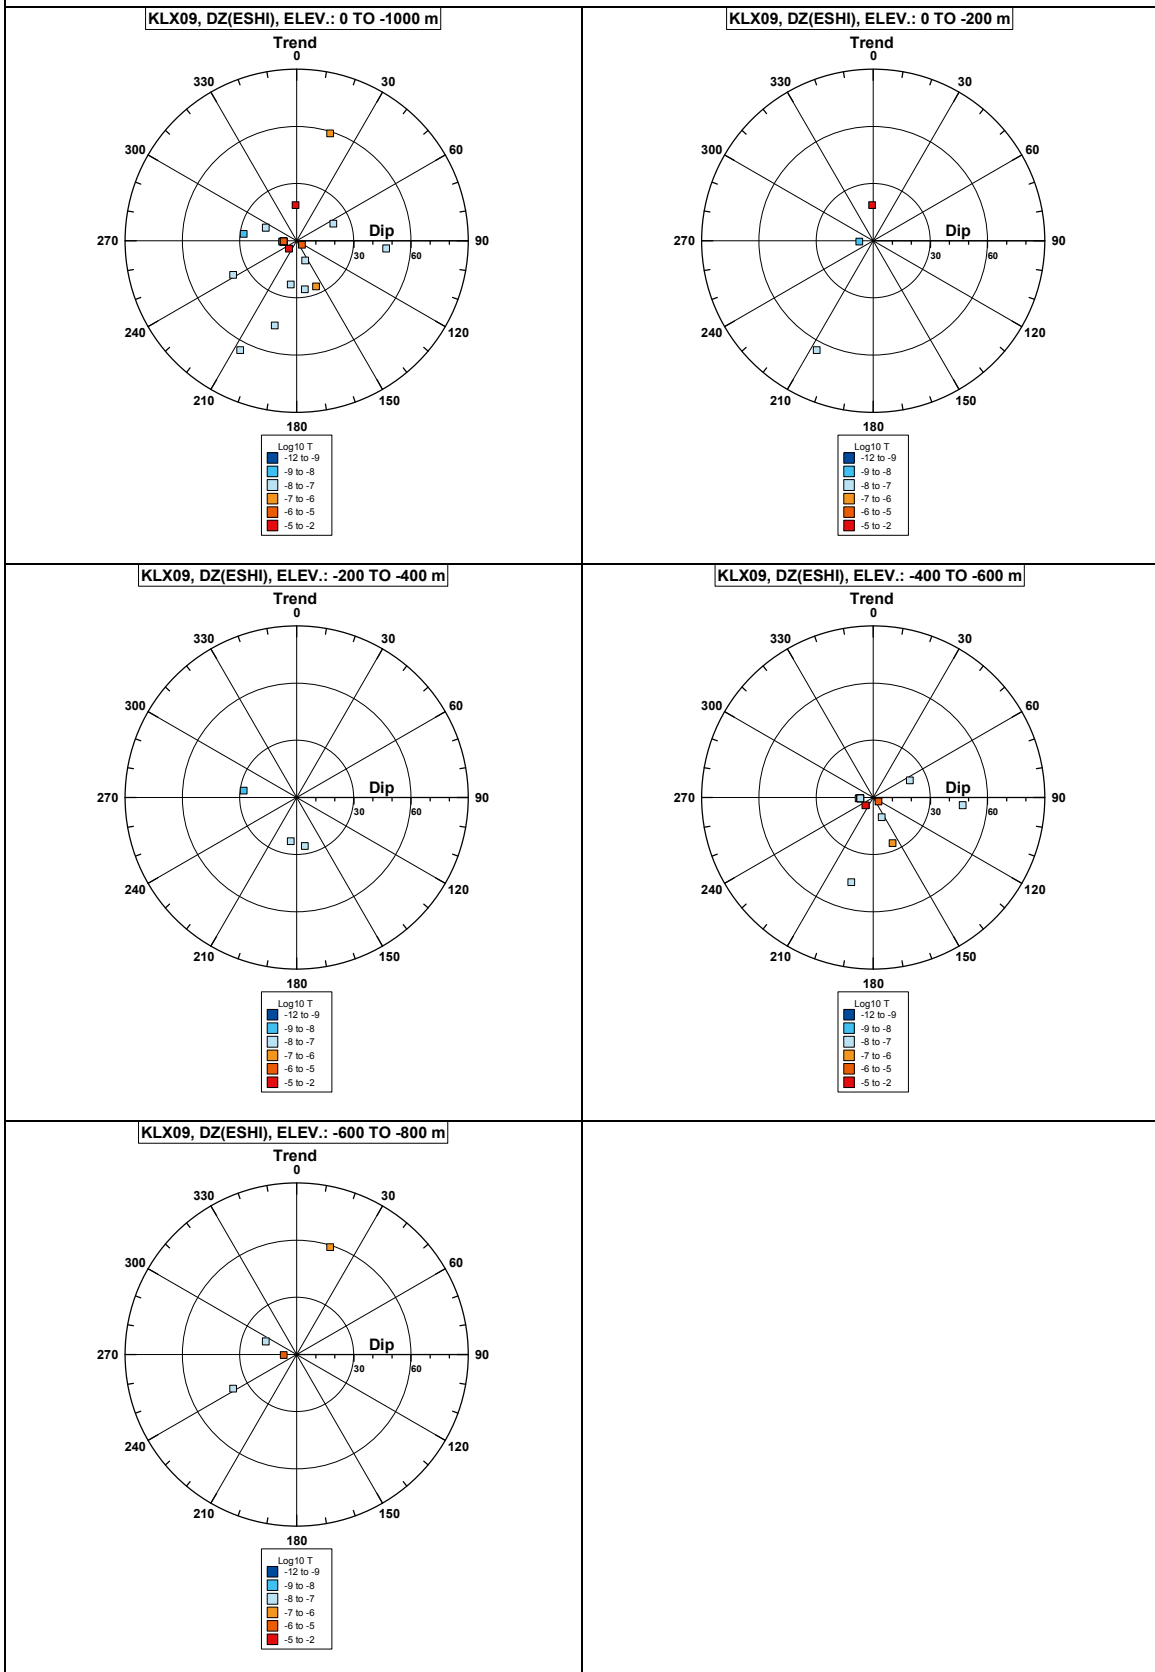 KLX09, DZ(ESHI), ELEV.: 0 TO -1000 m
Trend
0
330
30
300
60
Dip
270
90
30
60
240
120
210
150
180
Log10 T
-12 to -9
-9 to -8
-8 to -7
-7 to -6
-6 to -5
-5 to -2
KLX09, DZ(ESHI), ELEV.: 0 TO -200 m
Trend
0
330
30
300
60
Dip
270
90
30
60
240
120
210
150
180
Log10 T
-12 to -9
-9 to -8
-8 to -7
-7 to -6
-6 to -5
-5 to -2
KLX09, DZ(ESHI), ELEV.: -200 TO -400 m
Trend
0
330
30
300
60
Dip
270
90
30
60
240
120
210
150
180
Log10 T
-12 to -9
-9 to -8
-8 to -7
-7 to -6
-6 to -5
-5 to -2
KLX09, DZ(ESHI), ELEV.: -400 TO -600 m
Trend
0
330
30
300
60
Dip
270
90
30
60
240
120
210
150
180
Log10 T
-12 to -9
-9 to -8
-8 to -7
-7 to -6
-6 to -5
-5 to -2
KLX09, DZ(ESHI), ELEV.: -600 TO -800 m
Trend
0
330
30
300
60
Dip
270
90
30
60
240
120
210
150
180
Log10 T
-12 to -9
-9 to -8
-8 to -7
-7 to -6
-6 to -5
-5 to -2